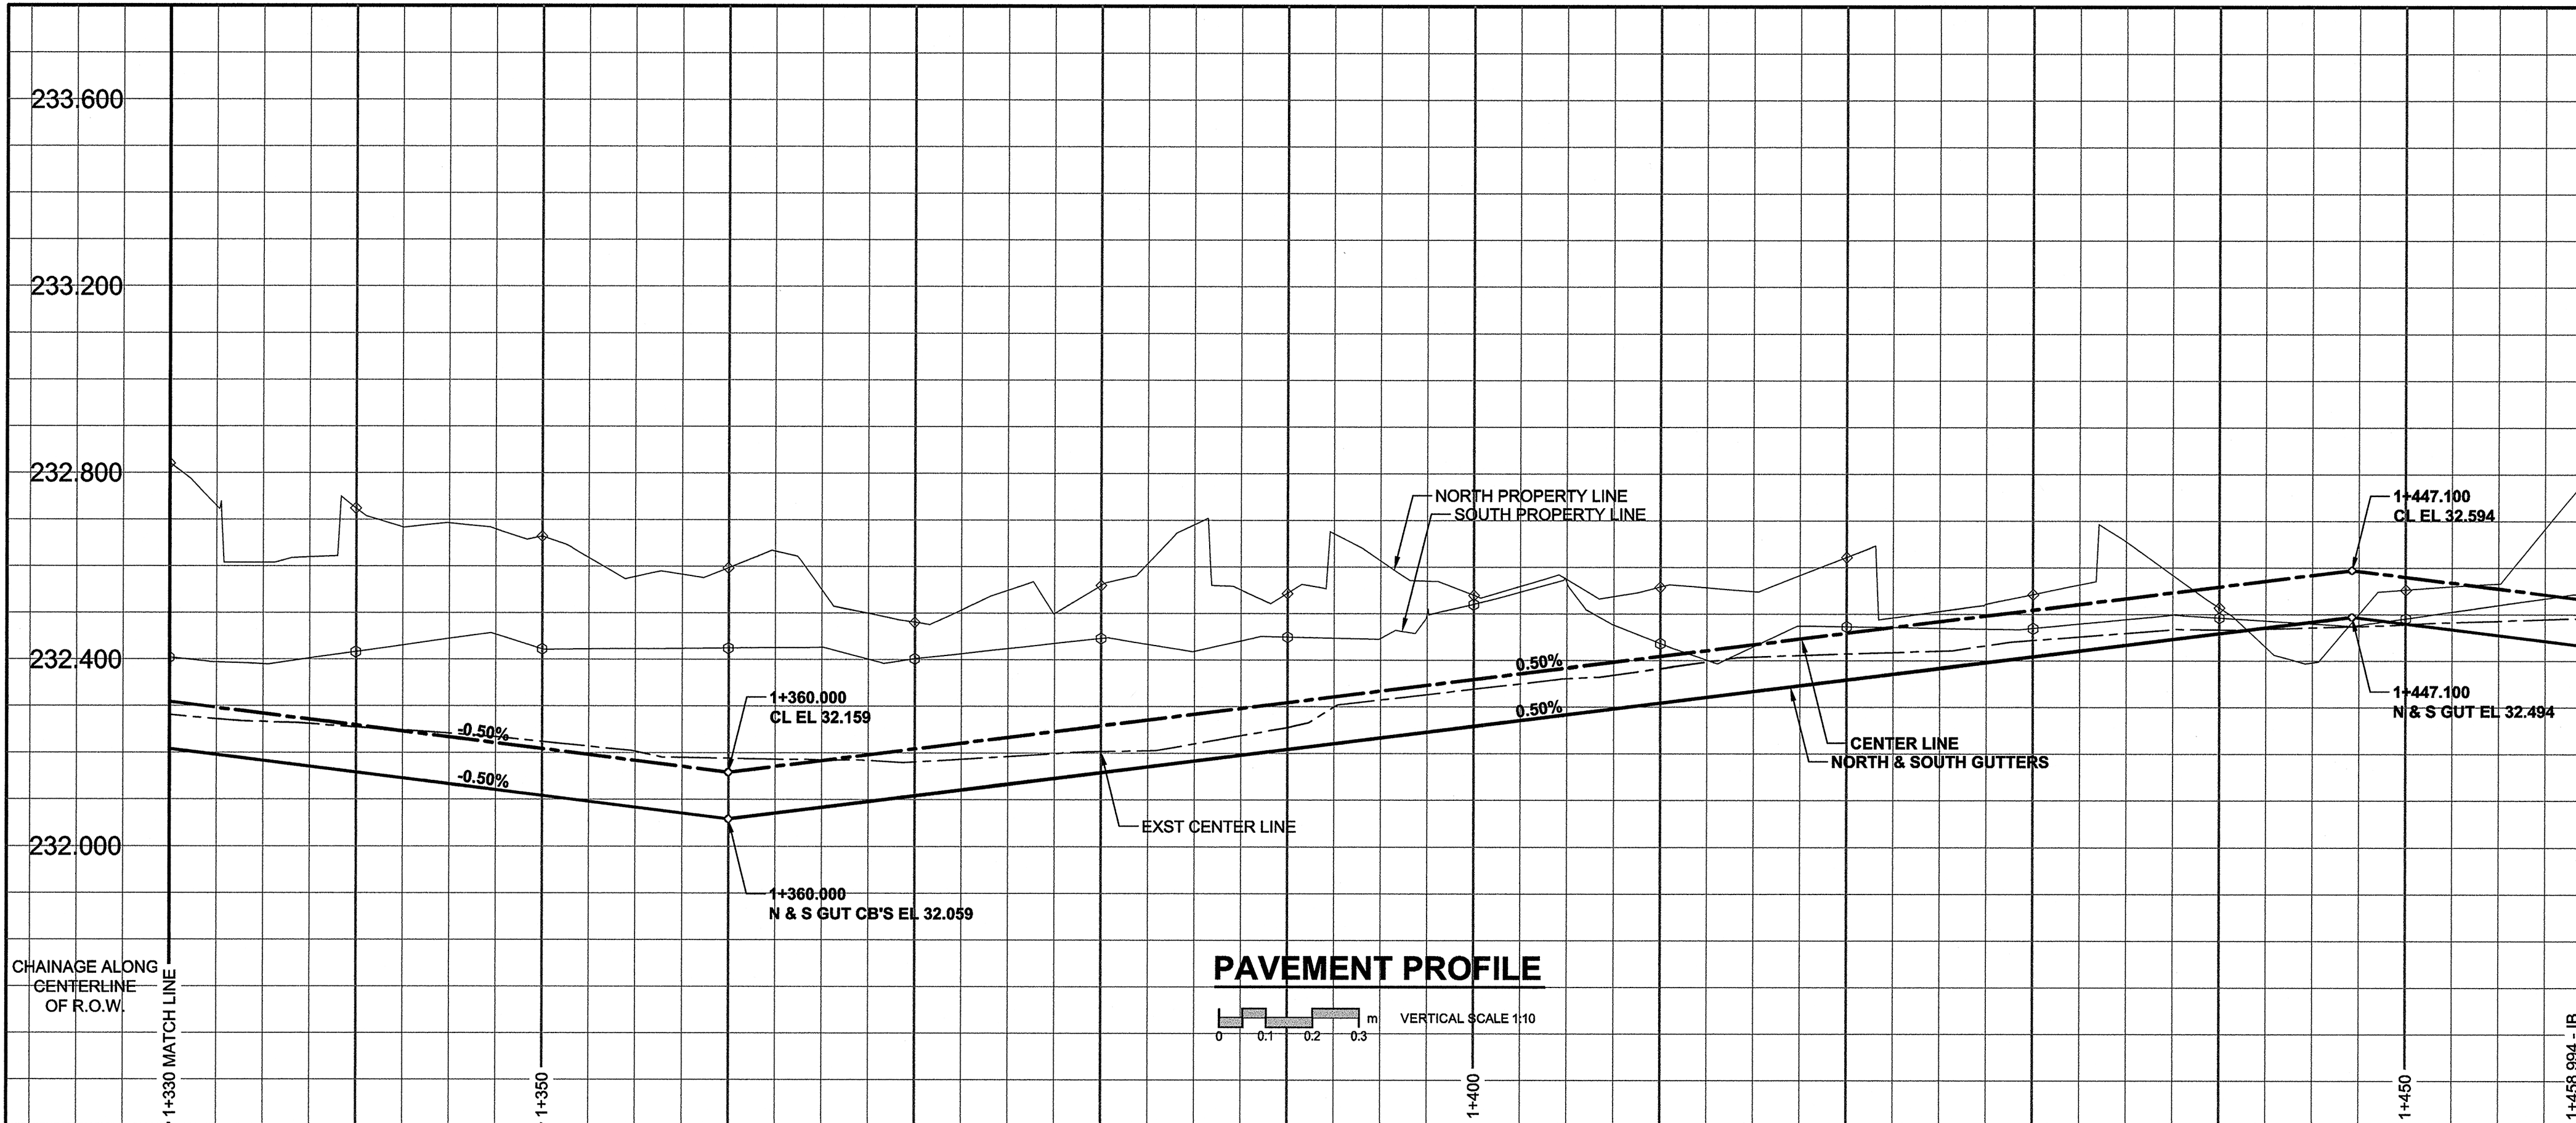 233.600
233.200
232.800
232.400
232.000
NORTH PROPERTY LINE
SOUTH PROPERTY LINE
1+447.100
CL EL 32.594
1+360.000
CL EL 32.159
-0.50%
-0.50%
0.50%
0.50%
1+447.100
N & S GUT EL 32.494
CENTER LINE
NORTH & SOUTH GUTTERS
EXST CENTER LINE
1+360.000
N & S GUT CB'S EL 32.059
CHAINAGE ALONG
CENTERLINE
OF R.O.W.
PAVEMENT PROFILE
m VERTICAL SCALE 1:10
0 0.1 0.2 0.3
1+330 MATCH LINE
1+350
1+400
1+450
1+458.994 - IB